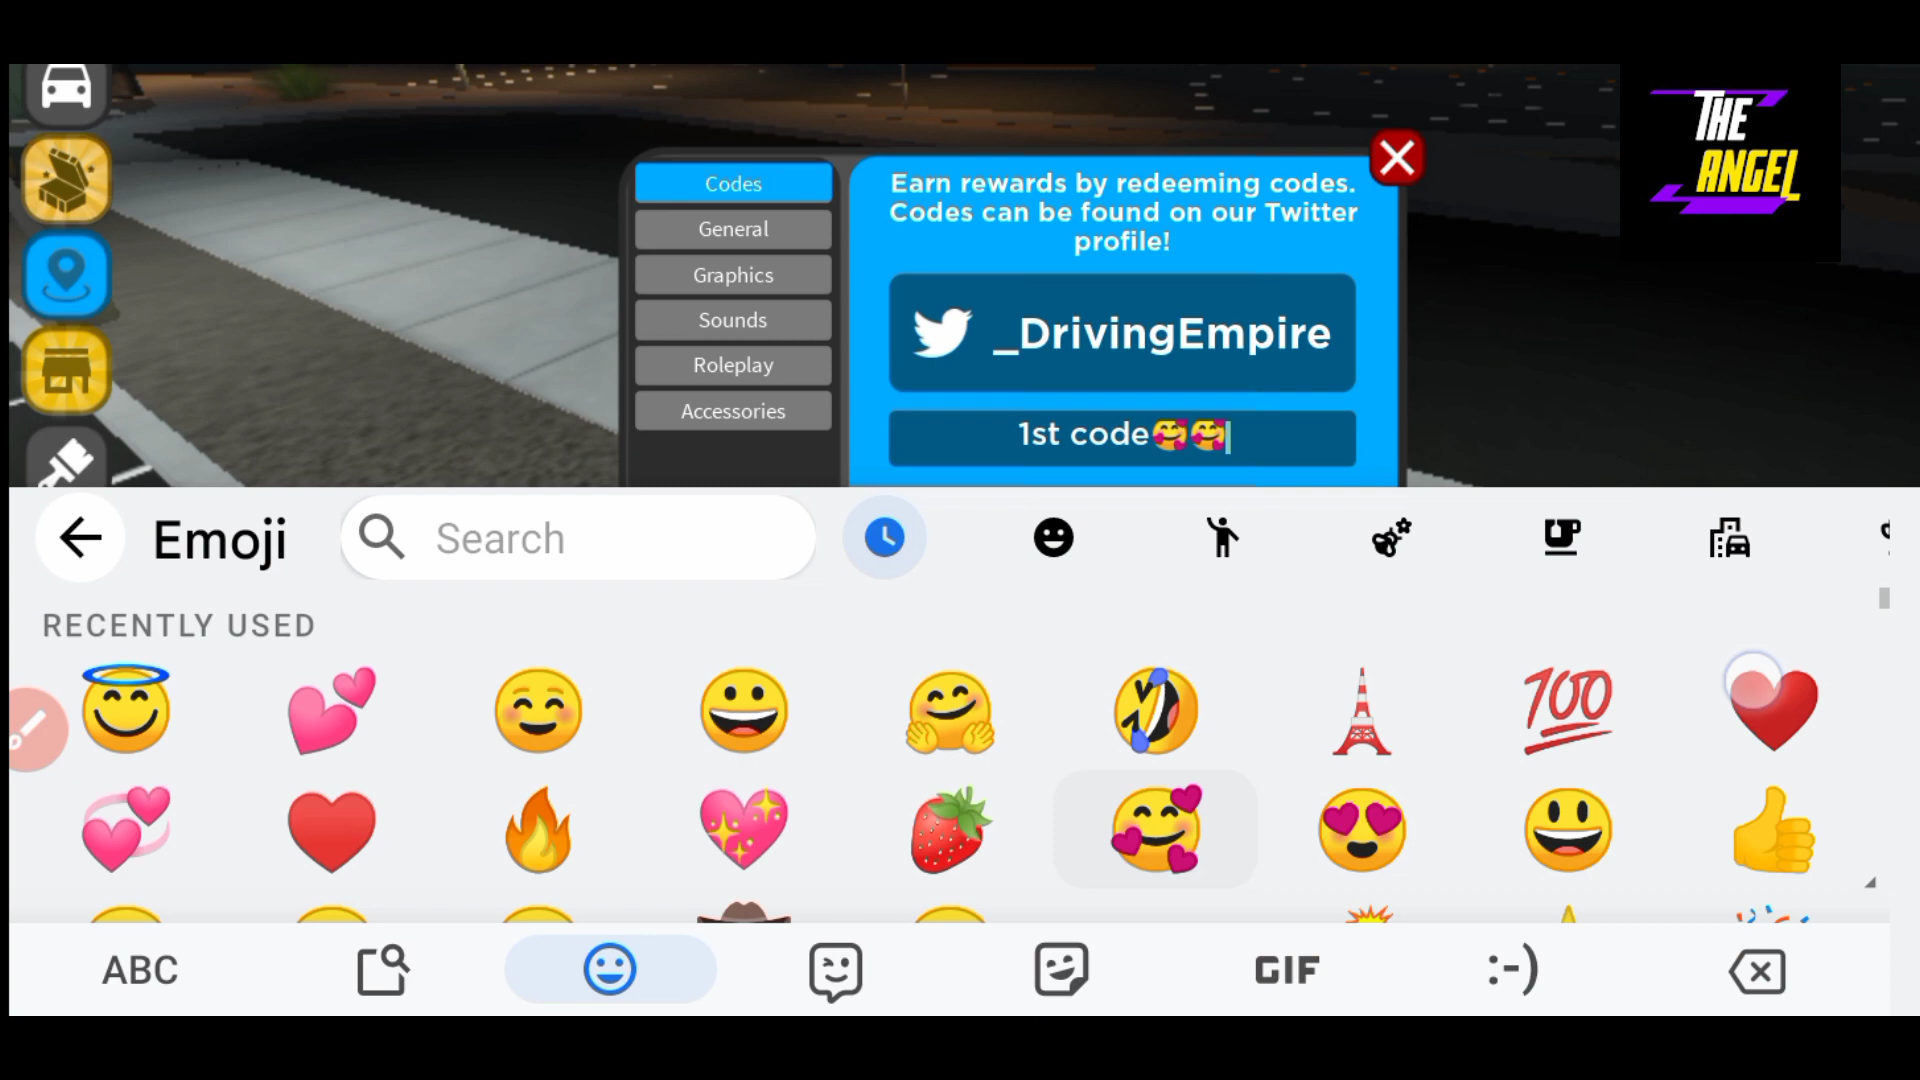 THE
ANGEL
Codes
General
Graphics
Sounds
Roleplay
Accessories
Earn rewards by redeeming codes.
Codes can be found on our Twitter
profile!
_DrivingEmpire
1st code🥰🥰
Emoji
Search
RECENTLY USED
💯
ABC
GIF
:-)